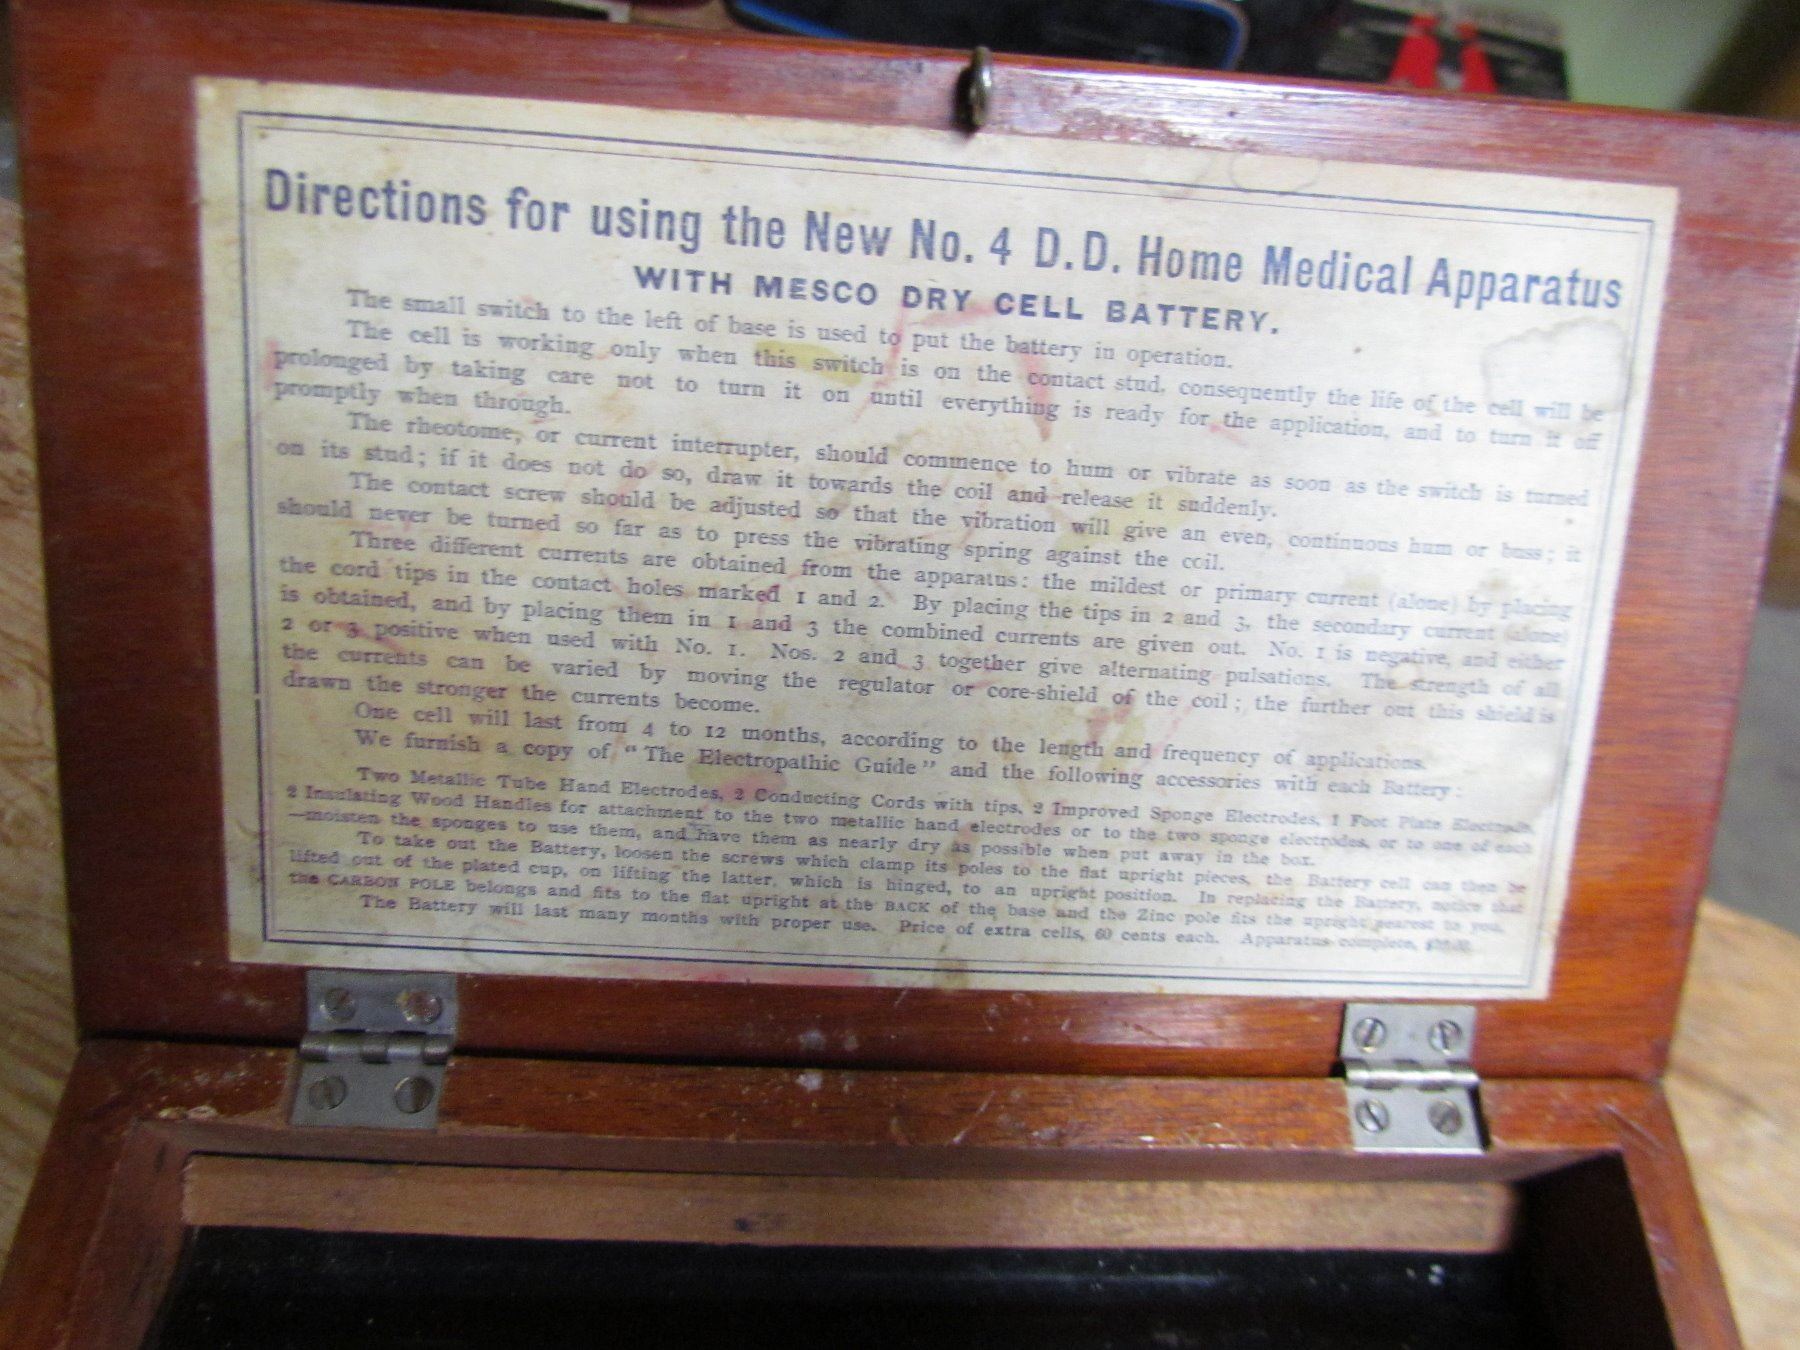 Directions for using the New No. 4 D.D. Home Medical Apparatus
WITH MESCO DRY CELL BATTERY.
The small switch to the left of base is used to put the battery in operation.
The cell is working only when this switch is on the contact stud, consequently the life of the cell will be
prolonged by taking care not to turn it on until everything is ready for the application, and to turn it off
promptly when through.
The rheotome, or current interrupter, should commence to hum or vibrate as soon as the switch is turned
on its stud; if it does not do so, draw it towards the coil and release it suddenly.
The contact screw should be adjusted so that the vibration will give an even, continuous hum or buss; it
should never be turned so far as to press the vibrating spring against the coil.
Three different currents are obtained from the apparatus: the mildest or primary current (alone) by placing
the cord tips in the contact holes marked 1 and 2. By placing the tips in 2 and 3, the secondary current (alone)
is obtained, and by placing them in 1 and 3 the combined currents are given out. No. 1 is negative, and either
2 or 3 positive when used with No. 1. Nos. 2 and 3 together give alternating pulsations. The strength of all
the currents can be varied by moving the regulator or core-shield of the coil; the further out this shield is
drawn the stronger the currents become.
One cell will last from 4 to 12 months, according to the length and frequency of applications.
We furnish a copy of "The Electropathic Guide" and the following accessories with each Battery:
Two Metallic Tube Hand Electrodes, 2 Conducting Cords with tips, 2 Improved Sponge Electrodes, 1 Foot Plate Electrode,
2 Insulating Wood Handles for attachment to the two metallic hand electrodes or to the two sponge electrodes, or to one of each
—moisten the sponges to use them, and have them as nearly dry as possible when put away in the box.
To take out the Battery, loosen the screws which clamp its poles to the flat upright pieces, the Battery cell can then be
lifted out of the plated cup, on lifting the latter, which is hinged, to an upright position. In replacing the Battery, notice that
the CARBON POLE belongs and fits to the flat upright at the BACK of the base and the Zinc pole fits the upright nearest to you.
The Battery will last many months with proper use. Price of extra cells, 60 cents each. Apparatus complete,